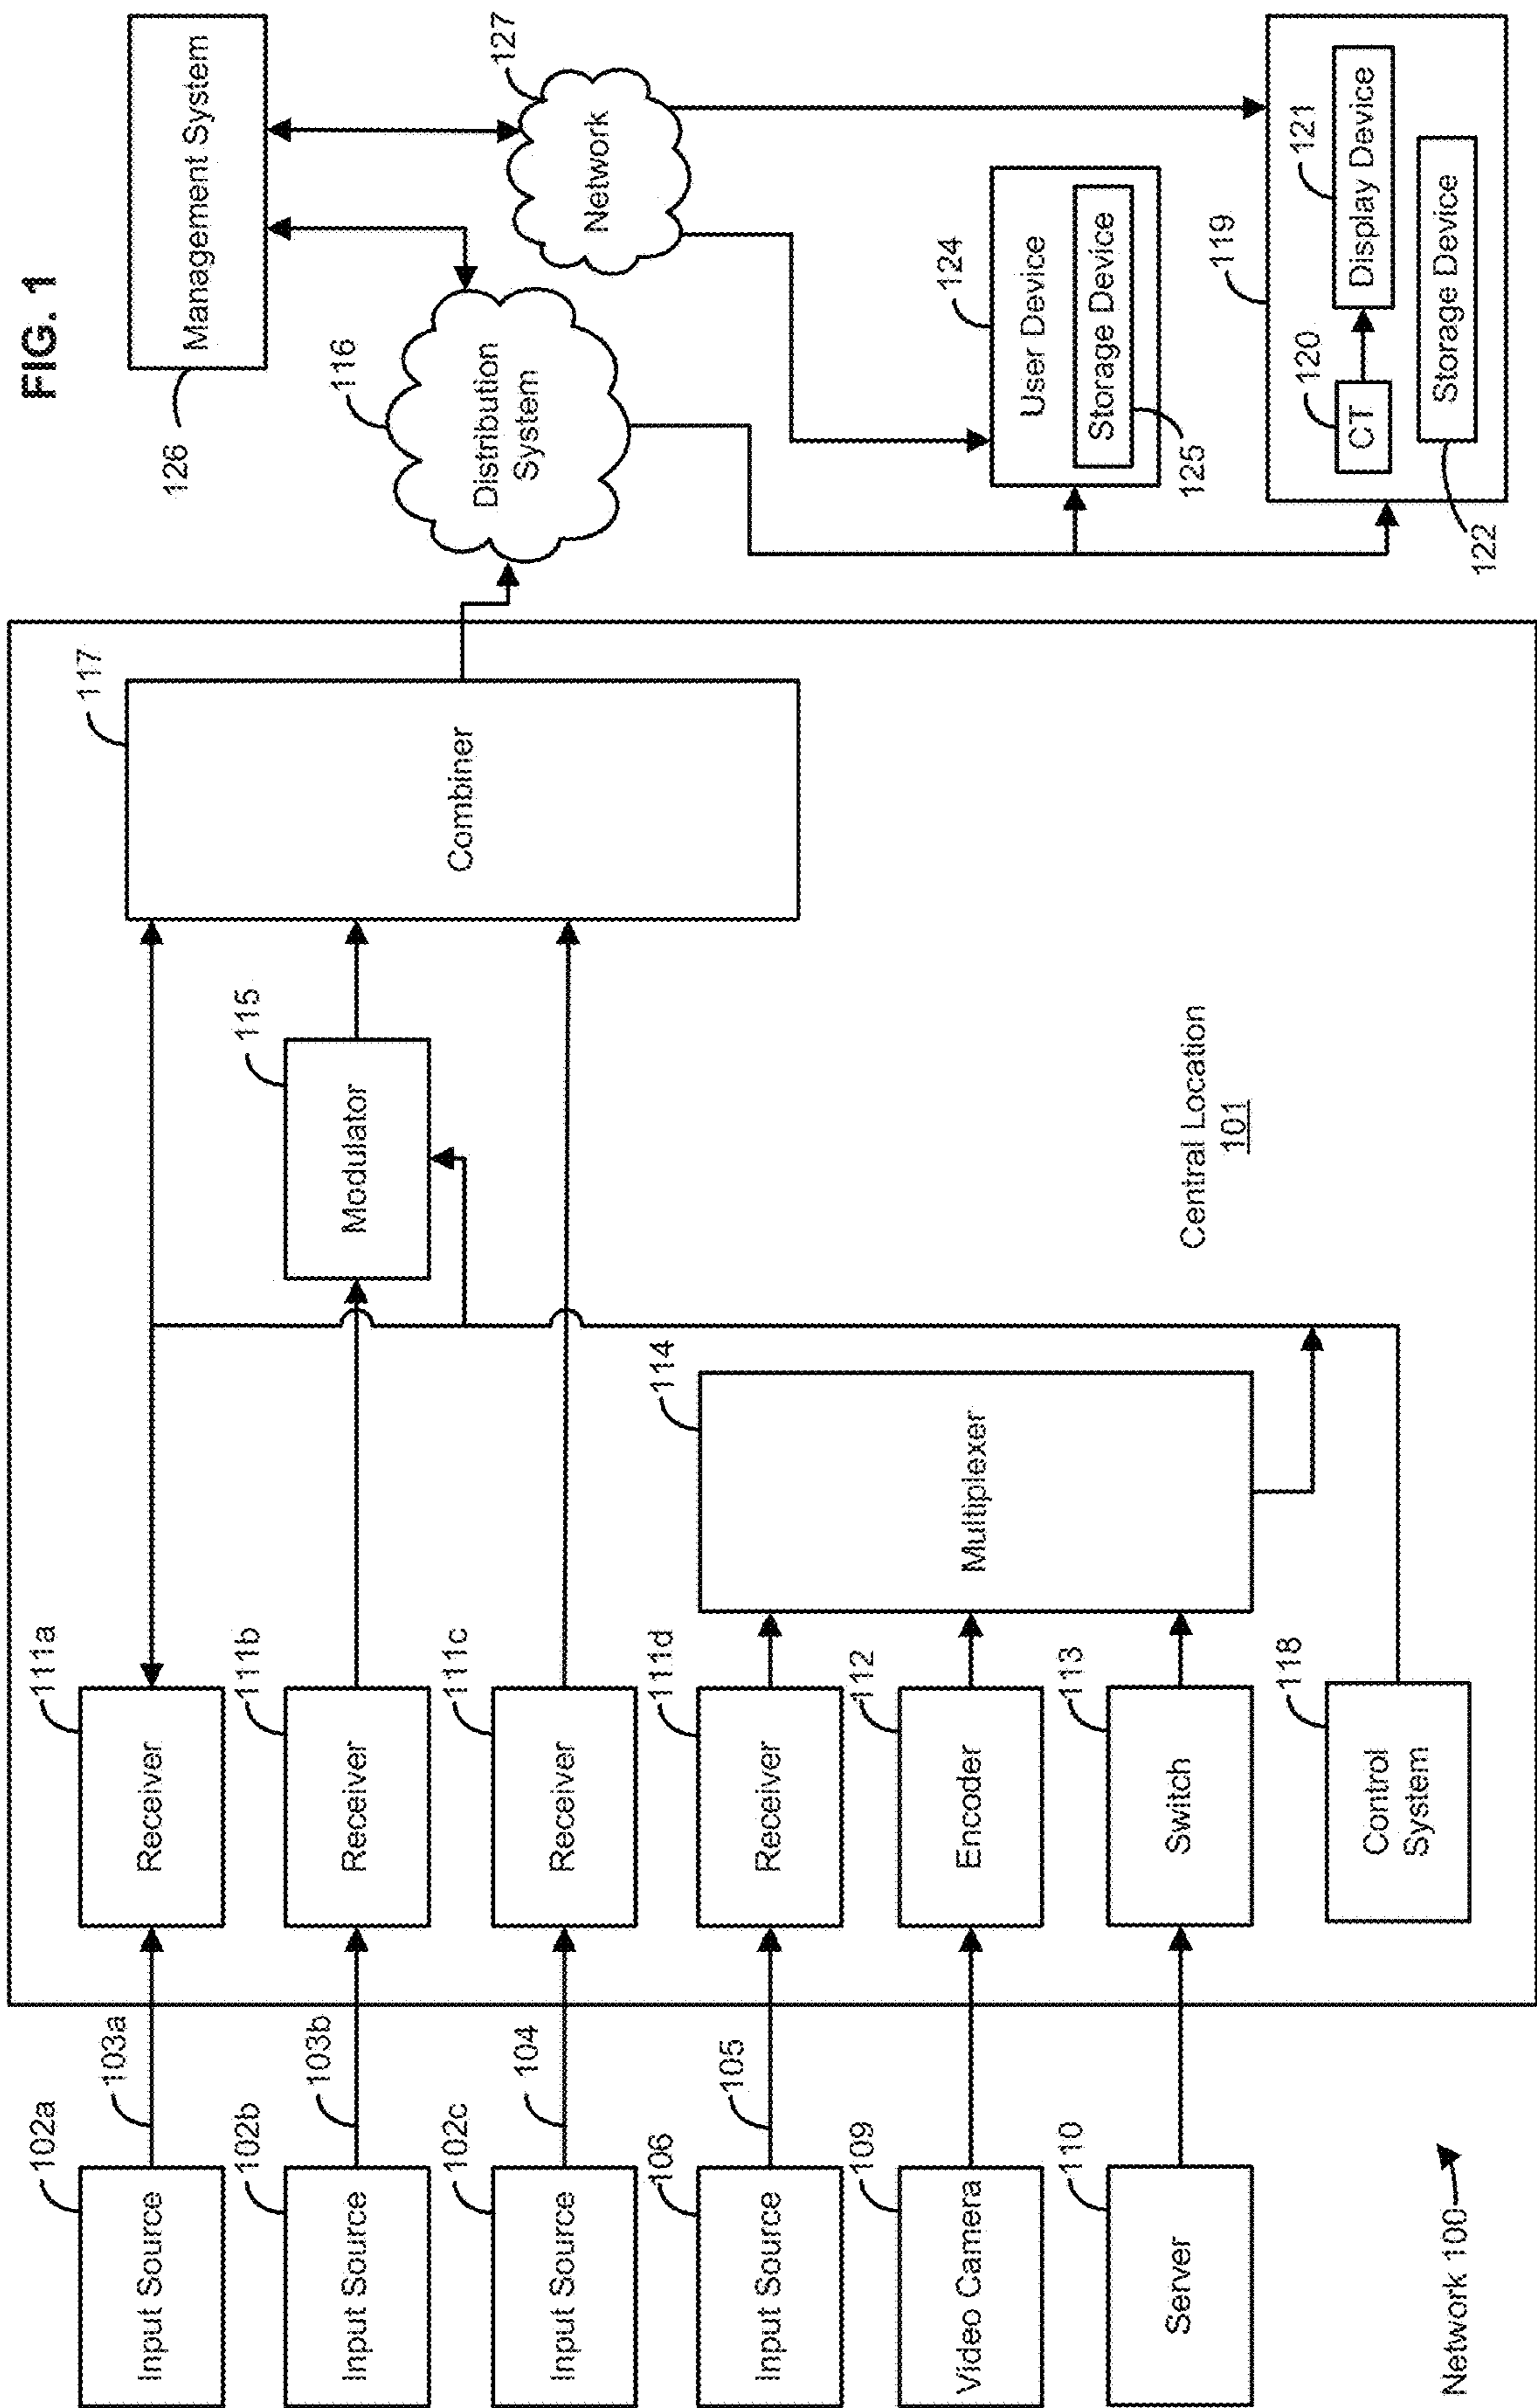 FIG. 1
102a
Input Source
103a
111a
Receiver
102b
Input Source
103b
111b
Receiver
102c
Input Source
104
111c
Receiver
106
Input Source
105
111d
Receiver
109
Video Camera
112
Encoder
110
Server
113
Switch
118
Control
System
114
Multiplexer
115
Modulator
117
Combiner
Central Location
101
116
Distribution
System
126
Management System
127
Network
124
User Device
Storage Device
125
119
120
CT
121
Display Device
Storage Device
122
Network 100